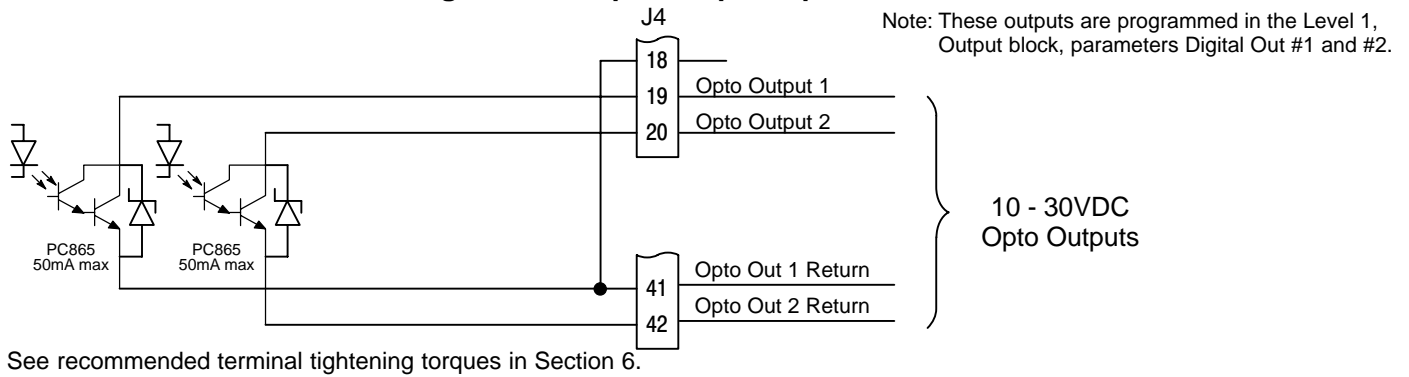 J4
Note: These outputs are programmed in the Level 1,
Output block, parameters Digital Out #1 and #2.
18
19 Opto Output 1
20 Opto Output 2
10 - 30VDC
Opto Outputs
PC865
50mA max
PC865
50mA max
41 Opto Out 1 Return
42 Opto Out 2 Return
See recommended terminal tightening torques in Section 6.